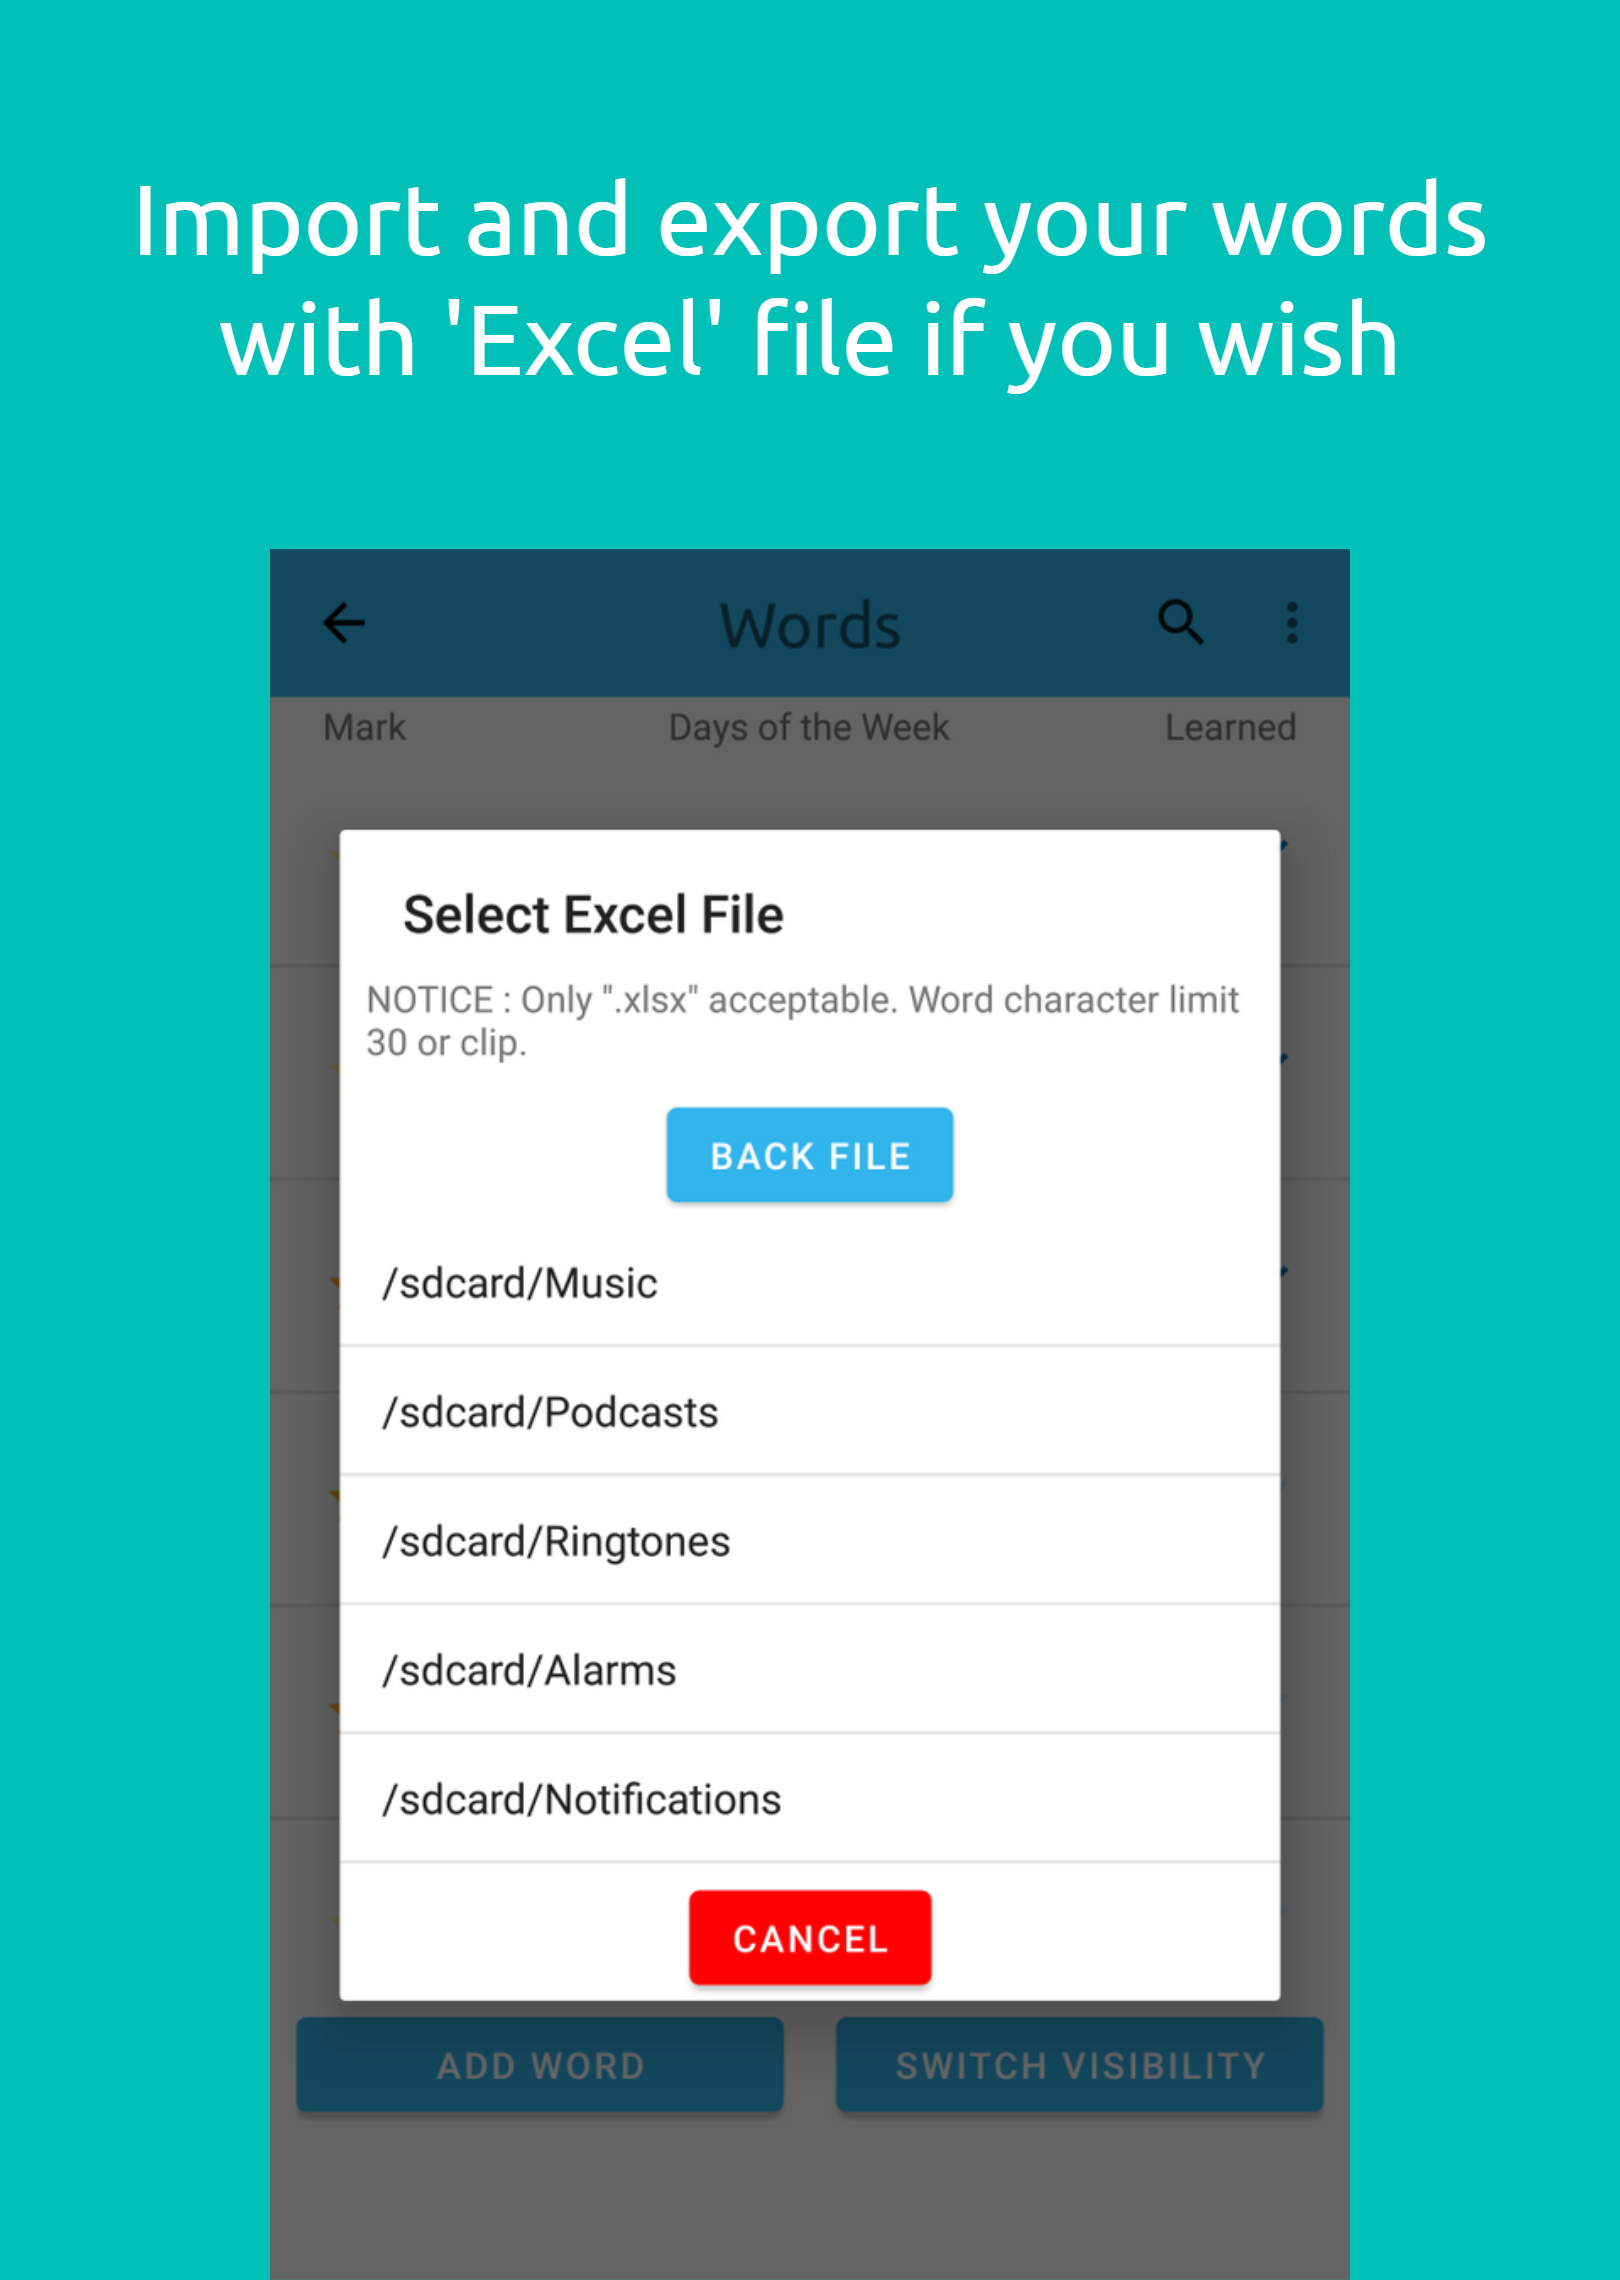 Import and export your words
with 'Excel' file if you wish
Words
Mark Days of the Week Learned
Select Excel File
NOTICE : Only ".xlsx" acceptable. Word character limit
30 or clip.
BACK FILE
/sdcard/Music
/sdcard/Podcasts
/sdcard/Ringtones
/sdcard/Alarms
/sdcard/Notifications
CANCEL
ADD WORD SWITCH VISIBILITY